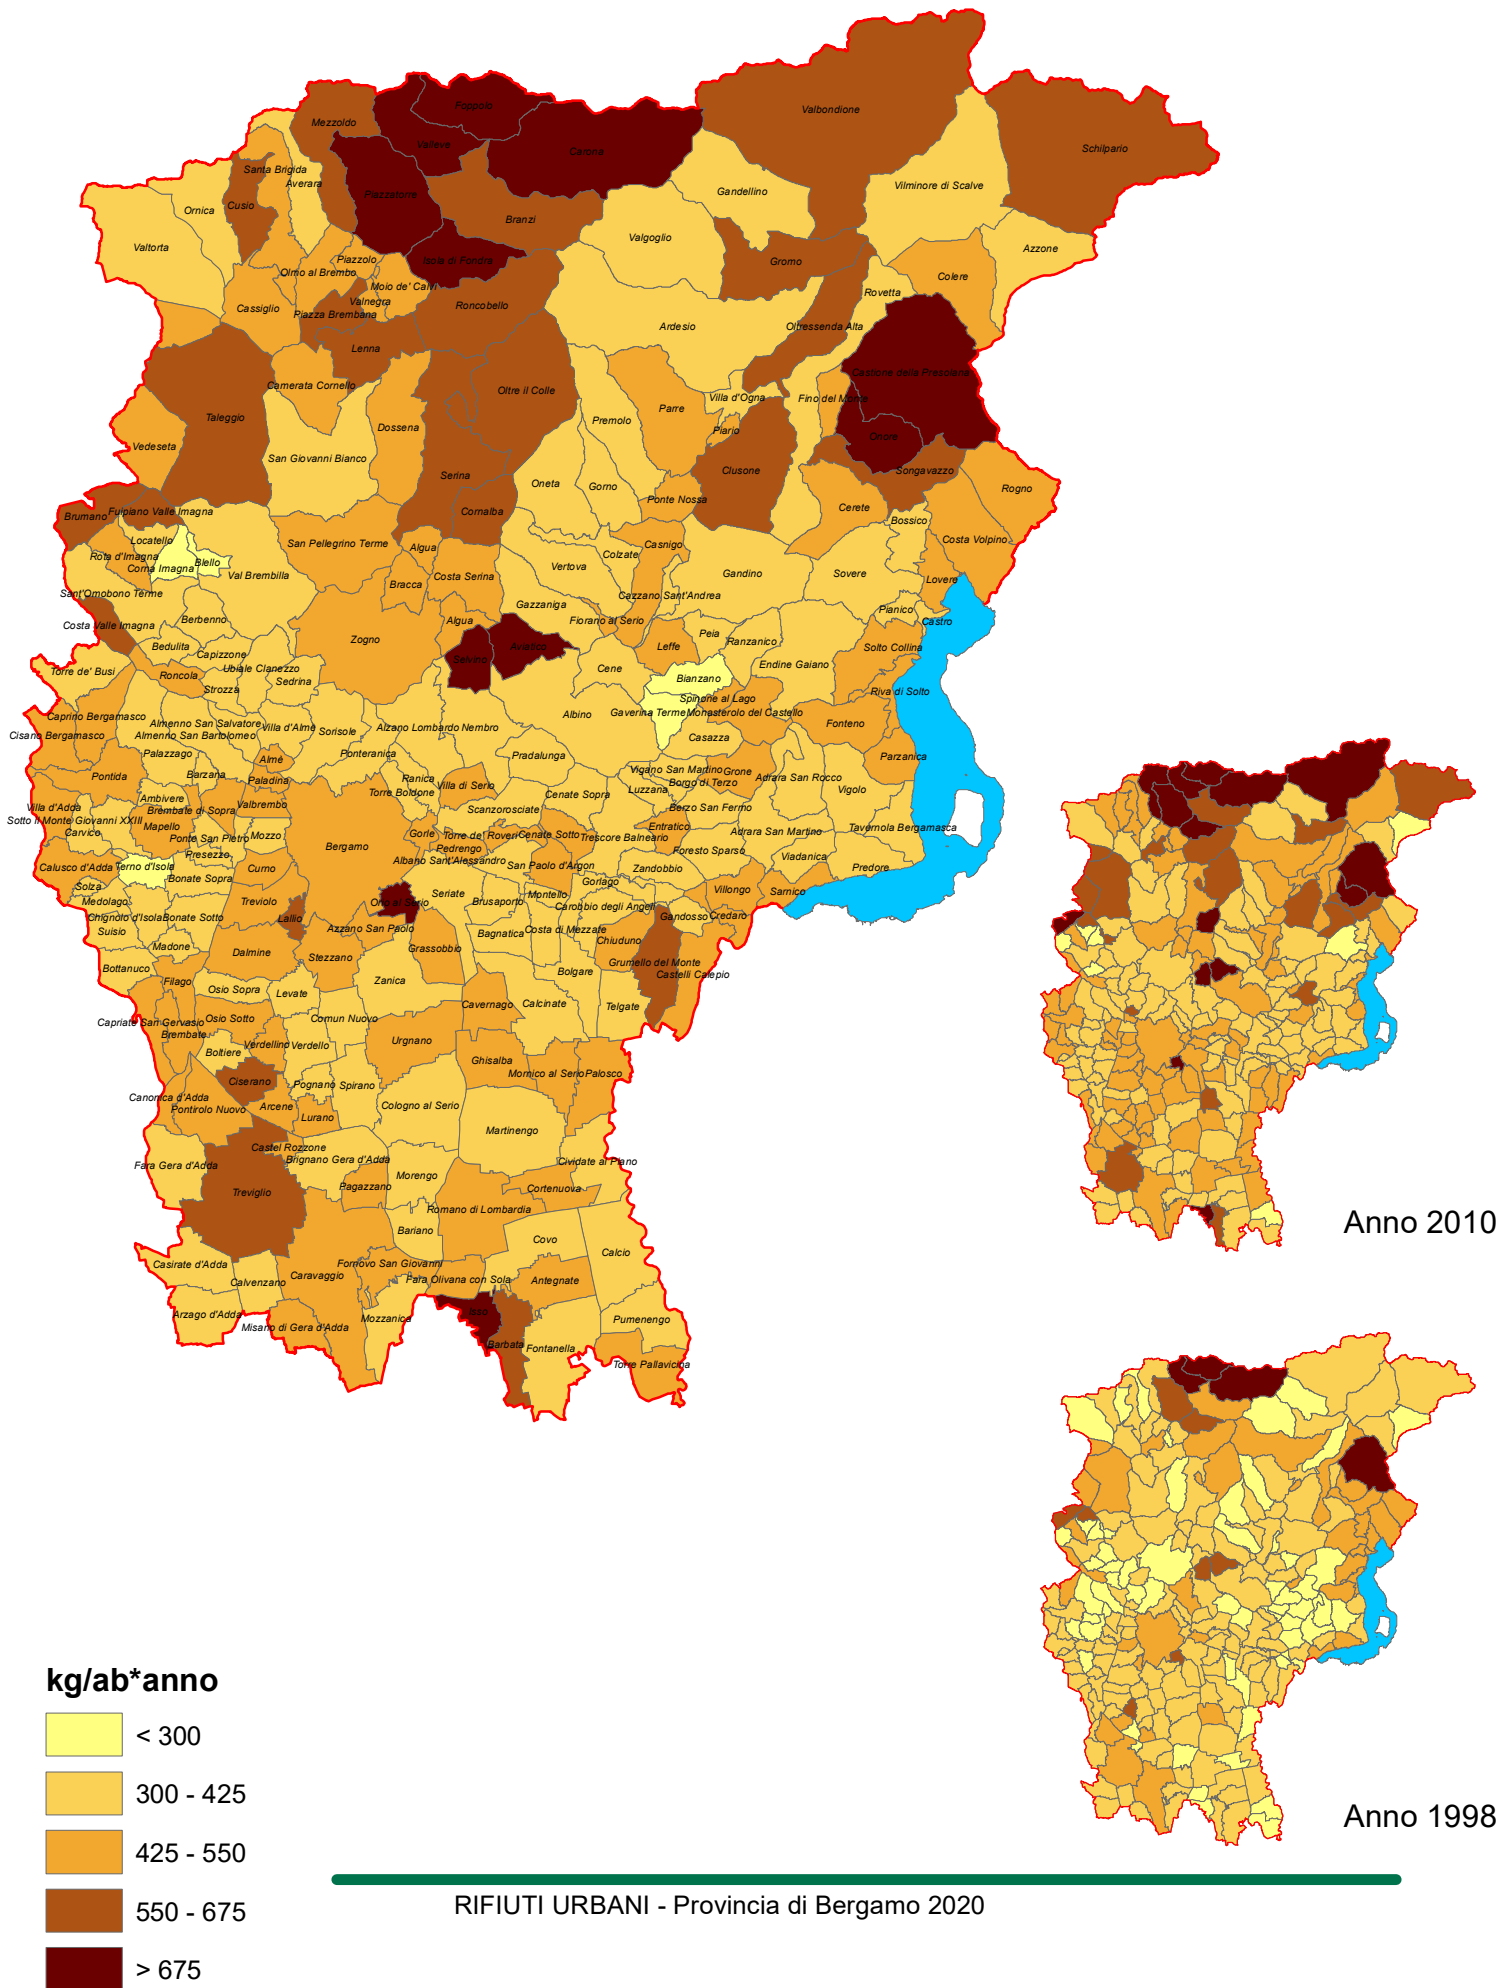 Foppolo
Mezzoldo
Valbondione
Valleve
Carona
Schilpario
Santa Brigida
Averara
Piazzatorre
Gandellino
Vilminore di Scalve
Ornica
Cusio
Branzi
Valgoglio
Valtorta
Azzone
Piazzolo
Isola di Fondra
Gromo
Olmo al Brembo
Colere
Moio de' Calvi
Rovetta
Valnegra
Cassiglio
Piazza Brembana
Roncobello
Ardesio
Oltressenda Alta
Lenna
Castione della Presolana
Camerata Cornello
Oltre il Colle
Villa d'Ogna
Fino del Monte
Taleggio
Premolo
Parre
Dossena
Piario
Onore
Vedeseta
San Giovanni Bianco
Serina
Clusone
Songavazzo
Oneta
Gorno
Rogno
Ponte Nossa
Cerete
Brumano
Fuipiano Valle Imagna
Cornalba
Bossico
Locatello
San Pellegrino Terme
Algua
Casnigo
Costa Volpino
Rota d'Imagna
Colzate
Corna Imagna
Blello
Val Brembilla
Vertova
Gandino
Sovere
Bracca
Costa Serina
Lovere
Sant'Omobono Terme
Cazzano Sant'Andrea
Gazzaniga
Pianico
Berbenno
Algua
Fiorano al Serio
Castro
Costa Valle Imagna
Zogno
Peia
Ranzanico
Bedulita
Capizzone
Selvino
Aviatico
Leffe
Solto Collina
Torre de' Busi
Ubiale Clanezzo
Cene
Endine Gaiano
Roncola
Sedrina
Bianzano
Strozza
Spinone al Lago
Riva di Solto
Caprino Bergamasco
Almenno San Salvatore
Villa d'Almè
Sorisole
Alzano Lombardo
Nembro
Albino
Gaverina Terme
Monasterolo del Castello
Fonteno
Cisano Bergamasco
Almenno San Bartolomeo
Casazza
Palazzago
Almè
Ponteranica
Pradalunga
Parzanica
Pontida
Barzana
Paladina
Ranica
Villa di Serio
Vigano San Martino
Grone
Adrara San Rocco
Torre Boldone
Borgo di Terzo
Ambivere
Luzzana
Vigolo
Villa d'Adda
Brembate di Sopra
Valbrembo
Scanzorosciate
Cenate Sopra
Berzo San Fermo
Sotto il Monte Giovanni XXIII
Mapello
Entratico
Tavernola Bergamasca
Carvice
Ponte San Pietro
Mozzo
Gorle
Torre de' Roveri
Cenate Sotto
Trescore Balneario
Adrara San Martino
Bergamo
Pedrengo
Foresto Sparso
Presezzo
Albano Sant'Alessandro
San Paolo d'Argon
Viadanica
Calusco d'Adda
Terno d'Isola
Curno
Zandobbio
Predore
Bonate Sopra
Gorlago
Solza
Seriate
Montello
Villongo
Sarnico
Medolago
Treviolo
Orio al Serio
Brusaporto
Carobbio degli Angeli
Chignolo d'Isola
Bonate Sotto
Lallio
Gandosso
Credaro
Suisio
Azzano San Paolo
Bagnatica
Costa di Mezzate
Madone
Dalmine
Stezzano
Grassobbio
Chiuduno
Bottanuco
Grumello del Monte
Filago
Osio Sopra
Levate
Zanica
Bolgare
Castelli Calepio
Cavernago
Calcinate
Telgate
Capriate San Gervasio
Osio Sotto
Comun Nuovo
Brembate
Verdellino
Verdello
Urgnano
Boltiere
Ghisalba
Ciserano
Pognano
Spirano
Mornico al Serio
Palosco
Canonica d'Adda
Pontirolo Nuovo
Arcene
Lurano
Cologno al Serio
Martinengo
Castel Rozzone
Fara Gera d'Adda
Brignano Gera d'Adda
Cividate al Piano
Morengo
Treviglio
Pagazzano
Cortenuova
Romano di Lombardia
Bariano
Covo
Calcio
Casirate d'Adda
Fornovo San Giovanni
Calvenzano
Caravaggio
Fara Olivana con Sola
Antegnate
Arzago d'Adda
Isso
Misano di Gera d'Adda
Mozzanica
Pumenengo
Barbata
Fontanella
Torre Pallavicina
Anno 2010
Anno 1998
kg/ab*anno
< 300
300 - 425
425 - 550
550 - 675
> 675
RIFIUTI URBANI - Provincia di Bergamo 2020